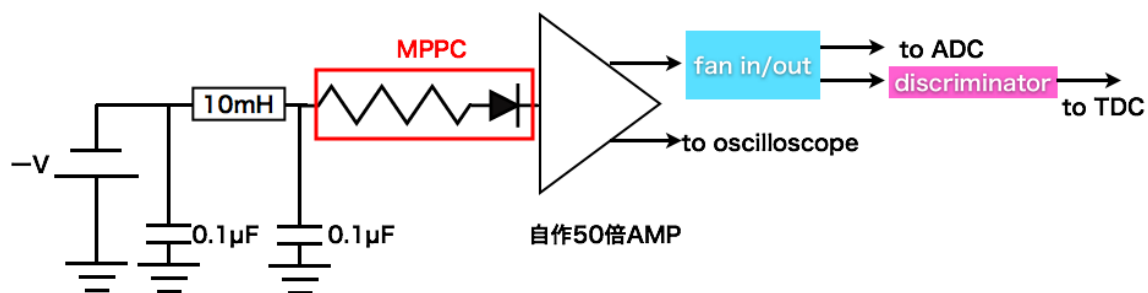 MPPC
10mH
fan in/out
to ADC
discriminator
to TDC
to oscilloscope
—V
0.1μF
0.1μF
自作50倍AMP